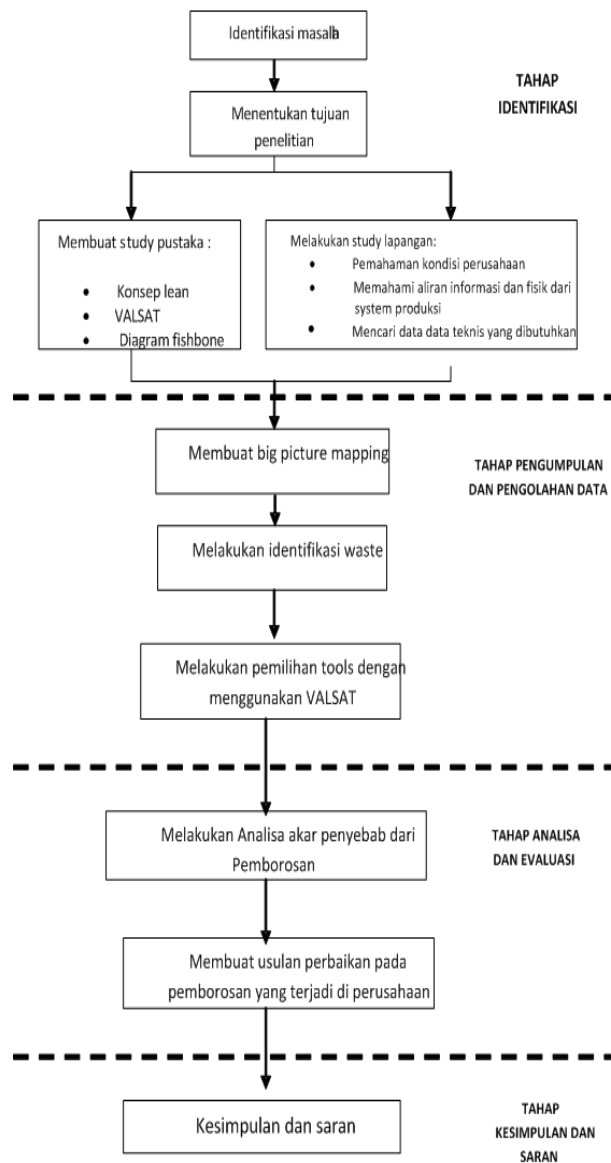 Identifikasi masalah
TAHAP
IDENTIFIKASI
Menentukan tujuan
penelitian
Membuat study pustaka :
• Konsep lean
• VALSAT
• Diagram fishbone
Melakukan study lapangan:
• Pemahaman kondisi perusahaan
• Memahami aliran informasi dan fisik dari
system produksi
• Mencari data data teknis yang dibutuhkan
Membuat big picture mapping
TAHAP PENGUMPULAN
DAN PENGOLAHAN DATA
Melakukan identifikasi waste
Melakukan pemilihan tools dengan
menggunakan VALSAT
Melakukan Analisa akar penyebab dari
Pemborosan
TAHAP ANALISA
DAN EVALUASI
Membuat usulan perbaikan pada
pemborosan yang terjadi di perusahaan
Kesimpulan dan saran
TAHAP
KESIMPULAN DAN
SARAN